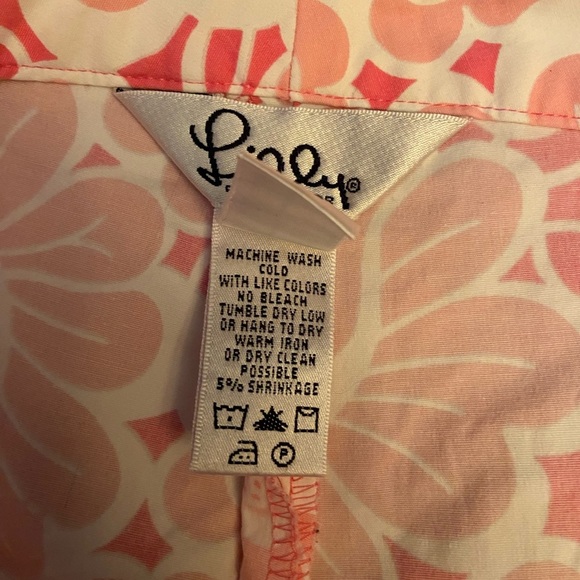 Lilly®
MACHINE WASH
COLD
WITH LIKE COLORS
NO BLEACH
TUMBLE DRY LOW
OR HANG TO DRY
WARM IRON
OR DRY CLEAN
POSSIBLE
5% SHRINKAGE
P